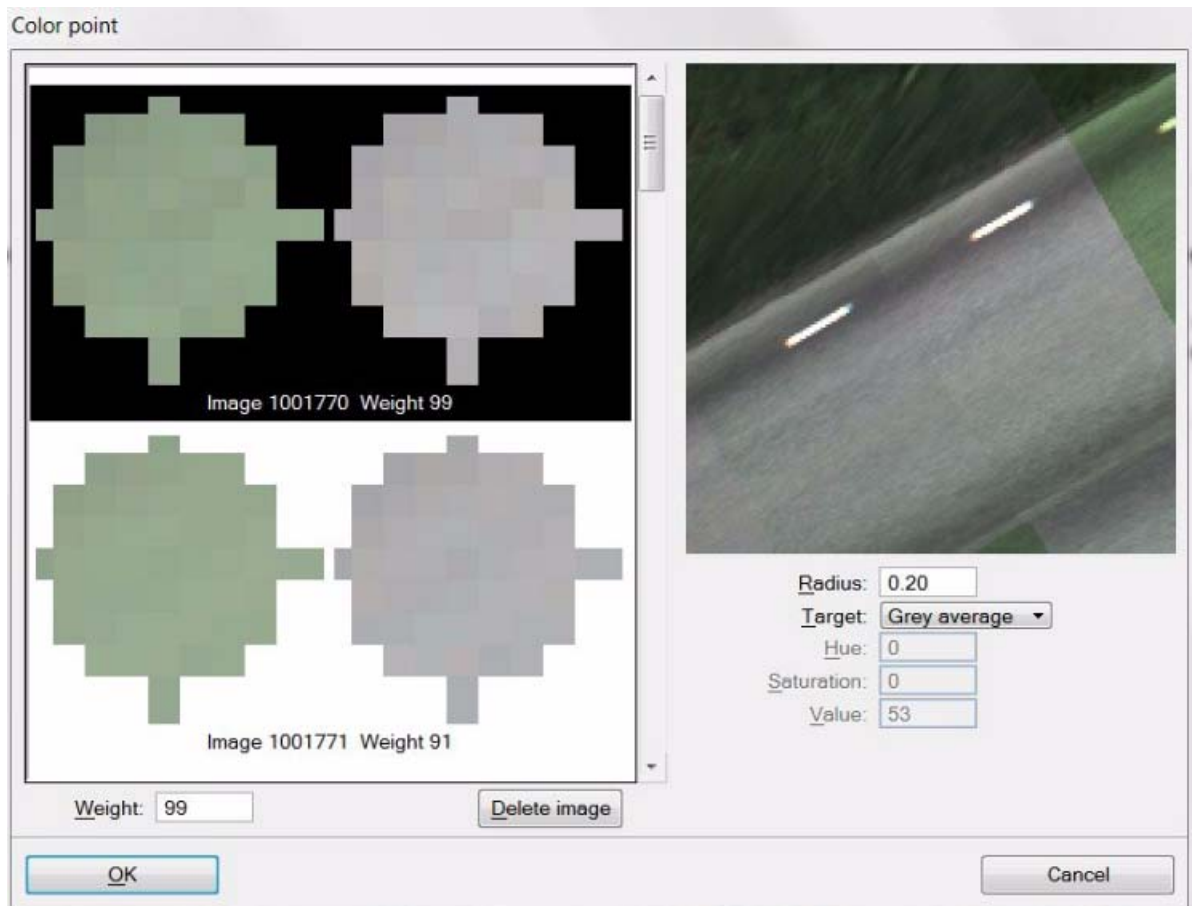 Color point
Image 1001770 Weight 99
Image 1001771 Weight 91
Weight: 99
Delete image
Radius: 0.20
Target: Grey average
Hue: 0
Saturation: 0
Value: 53
OK
Cancel